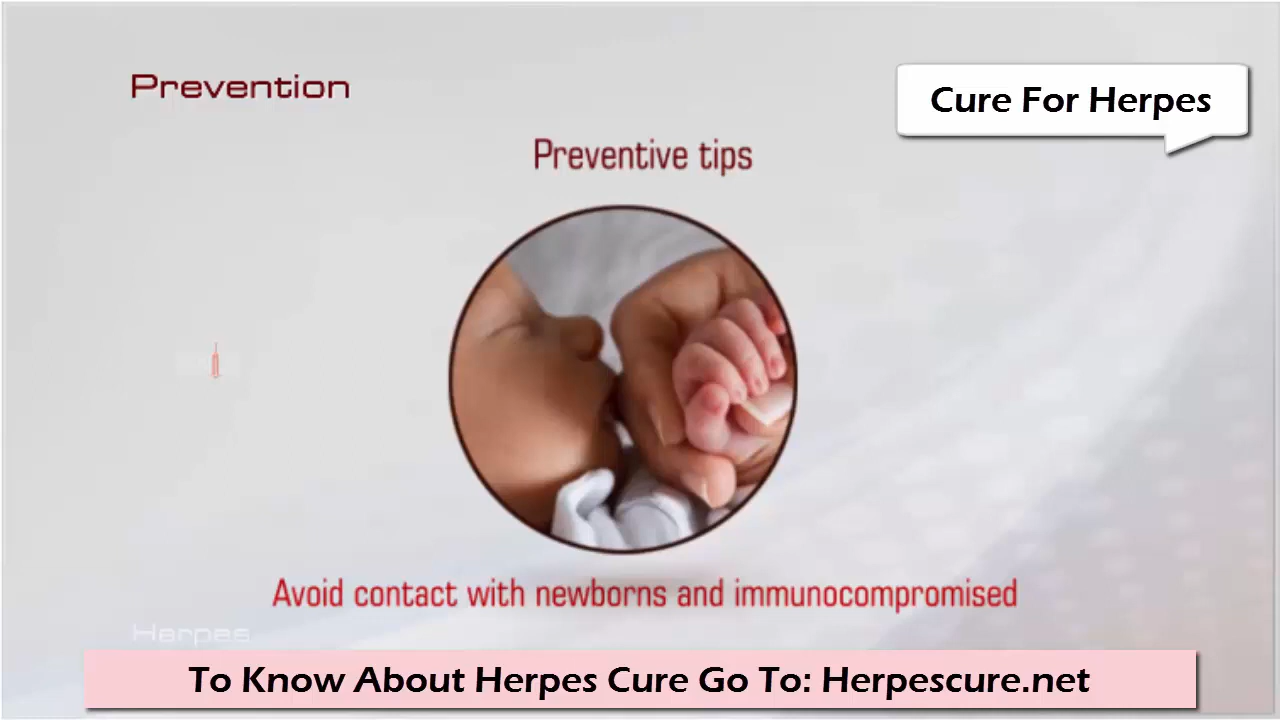 Prevention
Cure For Herpes
Preventive tips
Avoid contact with newborns and immunocompromised
Herpes
To Know About Herpes Cure Go To: Herpescure.net